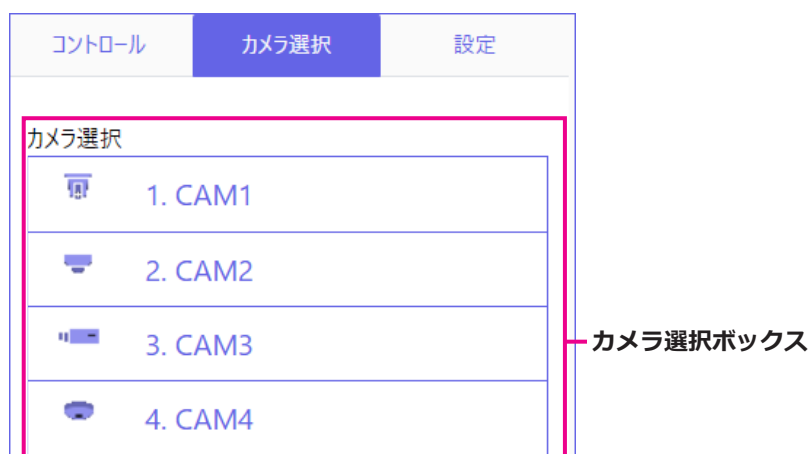 コントロール カメラ選択 設定
カメラ選択
1. CAM1
2. CAM2
3. CAM3
カメラ選択ボックス
4. CAM4